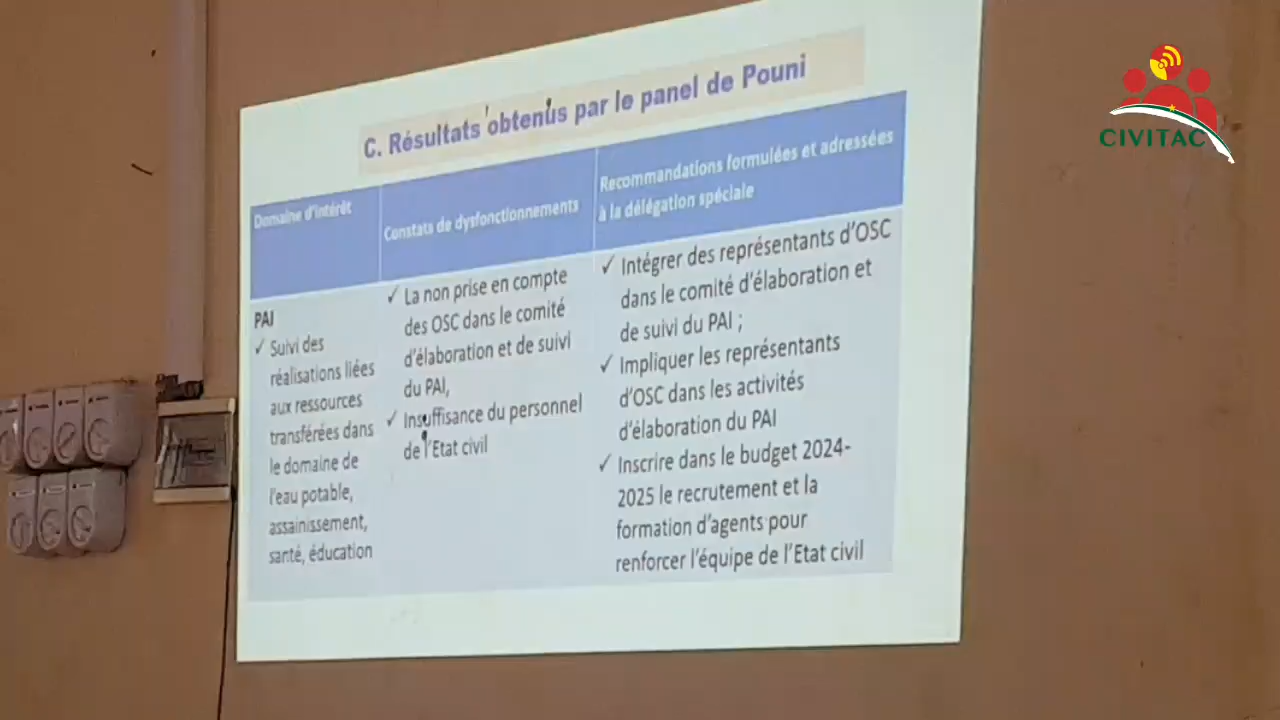 C. Résultats obtenus par le panel de Pouni
Domaine d'intérêt
Constats de dysfonctionnements
Recommandations formulées et adressées
à la délégation spéciale
PAI
✓ Suivi des
réalisations liées
aux ressources
transférées dans
le domaine de
l'eau potable,
assainissement,
santé, éducation
✓ La non prise en compte
des OSC dans le comité
d'élaboration et de suivi
du PAI,
✓ Insuffisance du personnel
de l'Etat civil
✓ Intégrer des représentants d'OSC
dans le comité d'élaboration et
de suivi du PAI ;
✓ Impliquer les représentants
d'OSC dans les activités
d'élaboration du PAI
✓ Inscrire dans le budget 2024-
2025 le recrutement et la
formation d'agents pour
renforcer l'équipe de l'Etat civil
CIVITAC